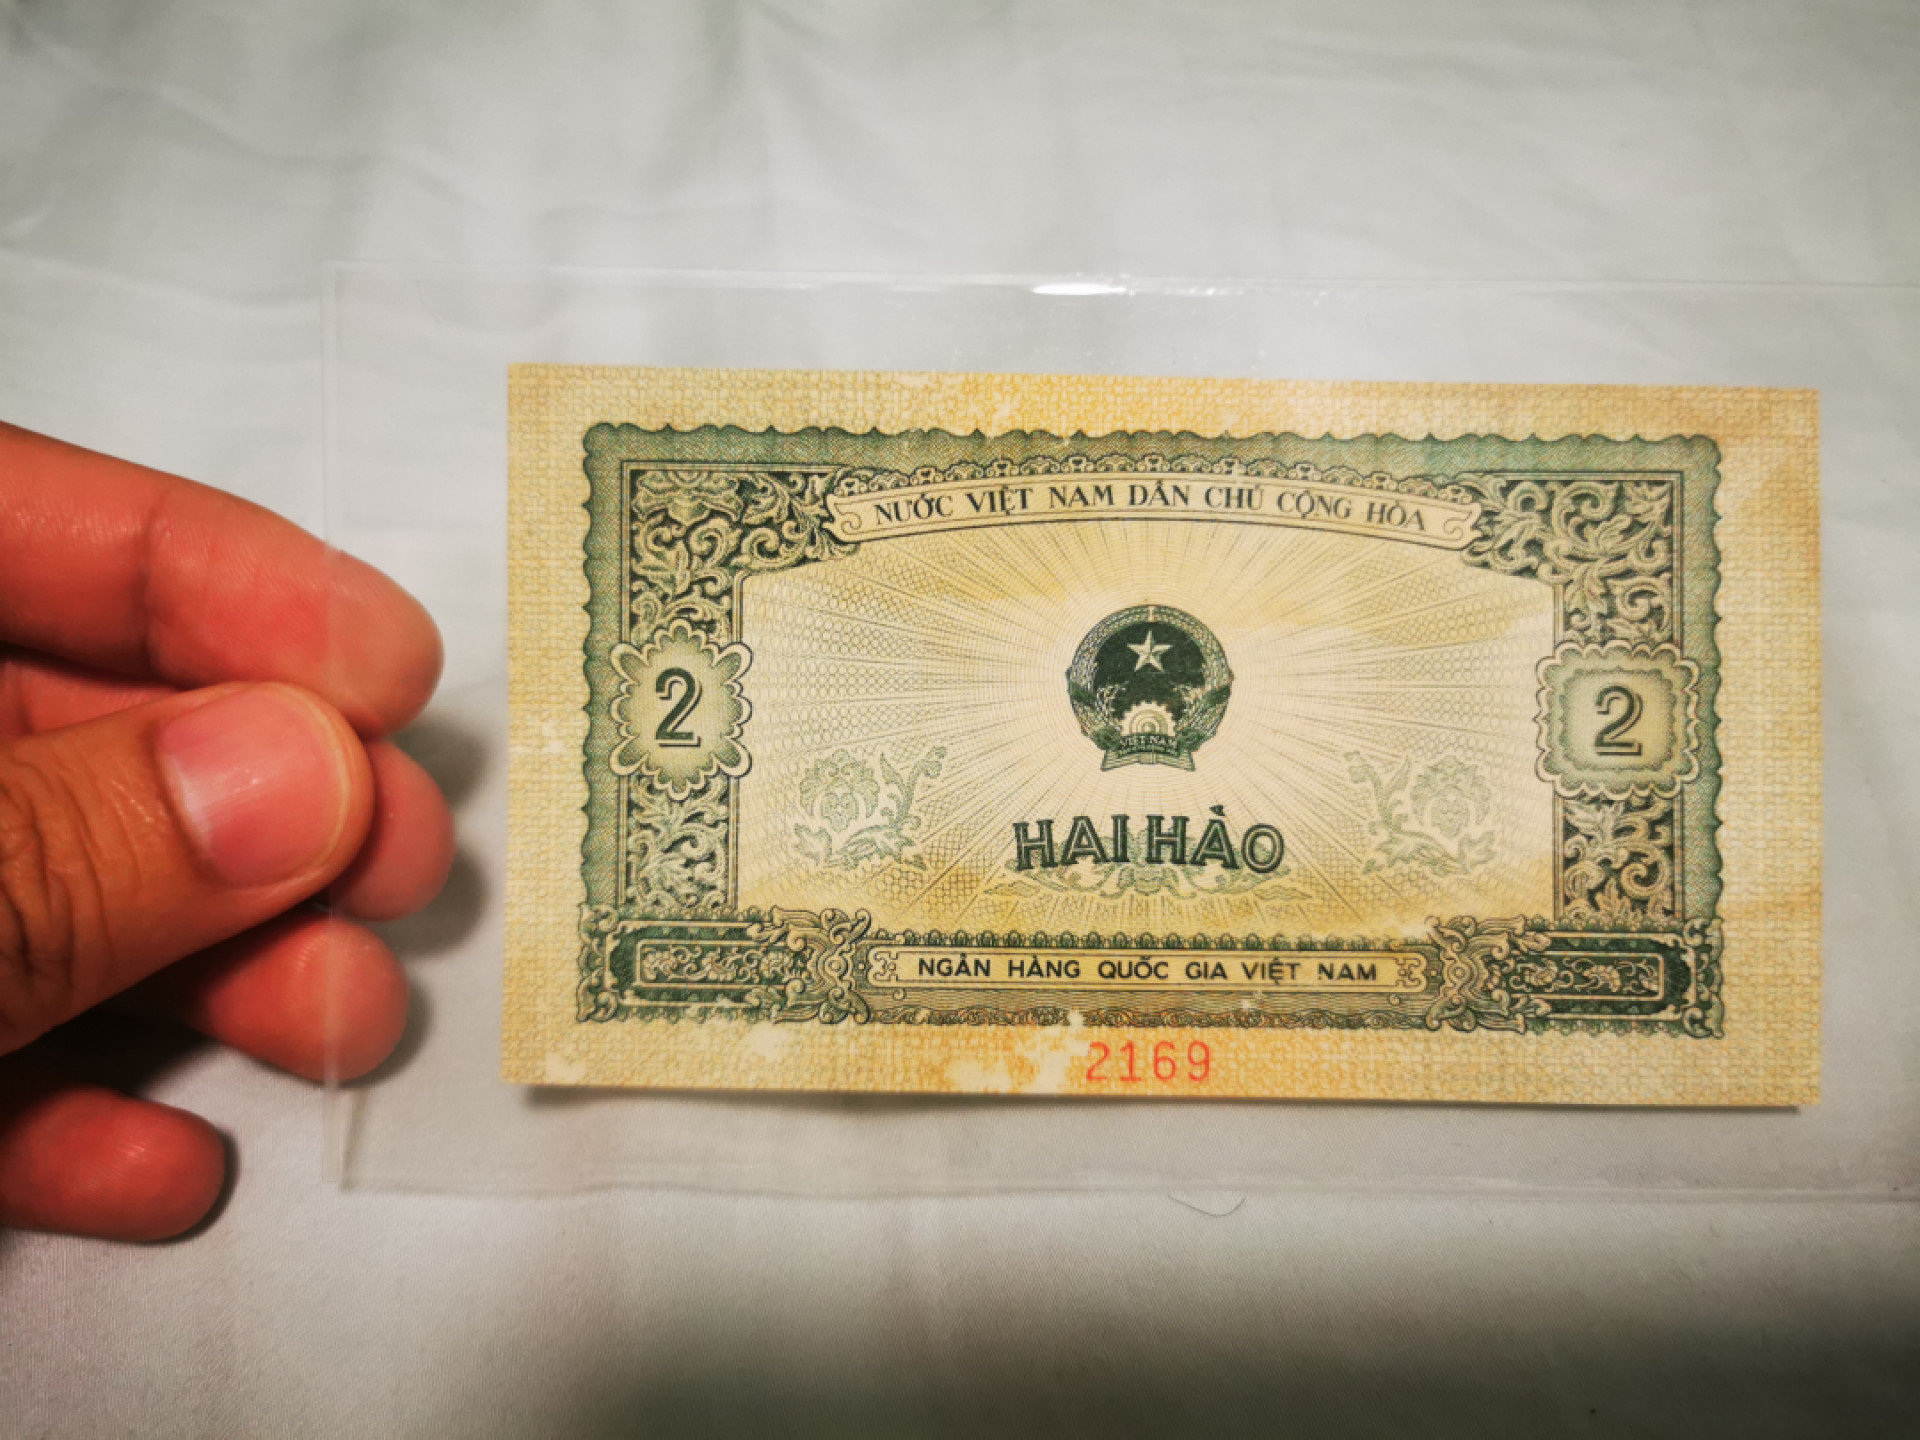 NƯỚC VIỆT NAM DÂN CHỦ CỘNG HÒA
2
2
VIỆT NAM
HAI HÀO
NGÂN HÀNG QUỐC GIA VIỆT NAM
2169